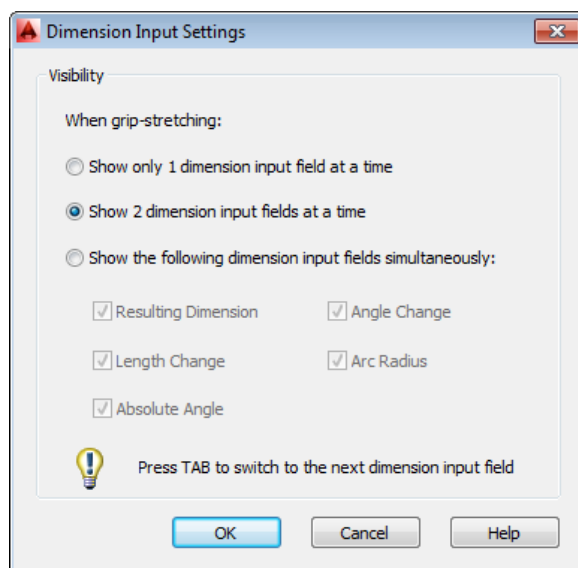 Dimension Input Settings
Visibility
When grip-stretching:
Show only 1 dimension input field at a time
Show 2 dimension input fields at a time
Show the following dimension input fields simultaneously:
Resulting Dimension Angle Change
Length Change Arc Radius
Absolute Angle
Press TAB to switch to the next dimension input field
OK Cancel Help